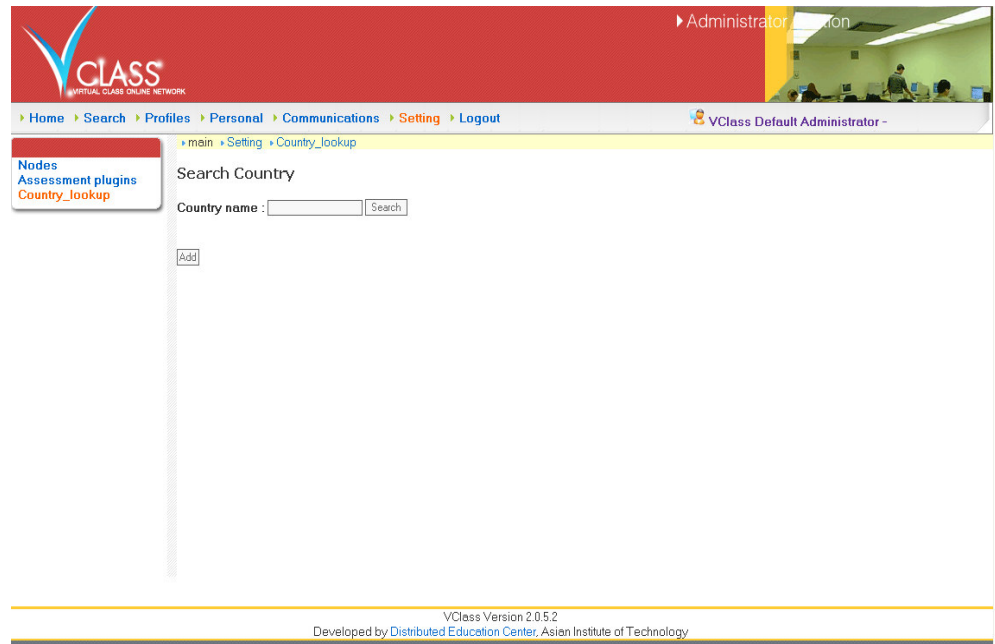 Administrator
VCLASS
VIRTUAL CLASS ONLINE NETWORK
Home Search Profiles Personal Communications Setting Logout
VClass Default Administrator -
main Setting Country_lookup
Nodes
Assessment plugins
Country_lookup
Search Country
Country name : Search
Add
VClass Version 2.0.5.2
Developed by Distributed Education Center, Asian Institute of Technology